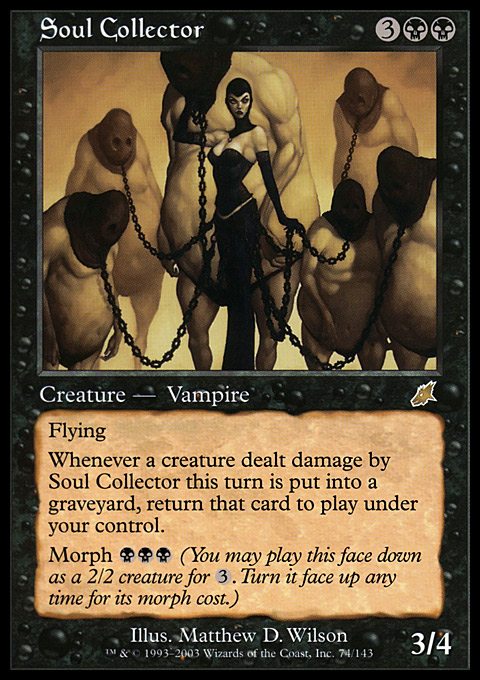 Soul Collector 3
Creature — Vampire
Flying
Whenever a creature dealt damage by
Soul Collector this turn is put into a
graveyard, return that card to play under
your control.
Morph (You may play this face down
as a 2/2 creature for 3. Turn it face up any
time for its morph cost.)
Illus. Matthew D. Wilson
™ & © 1993–2003 Wizards of the Coast, Inc. 74/143
3/4